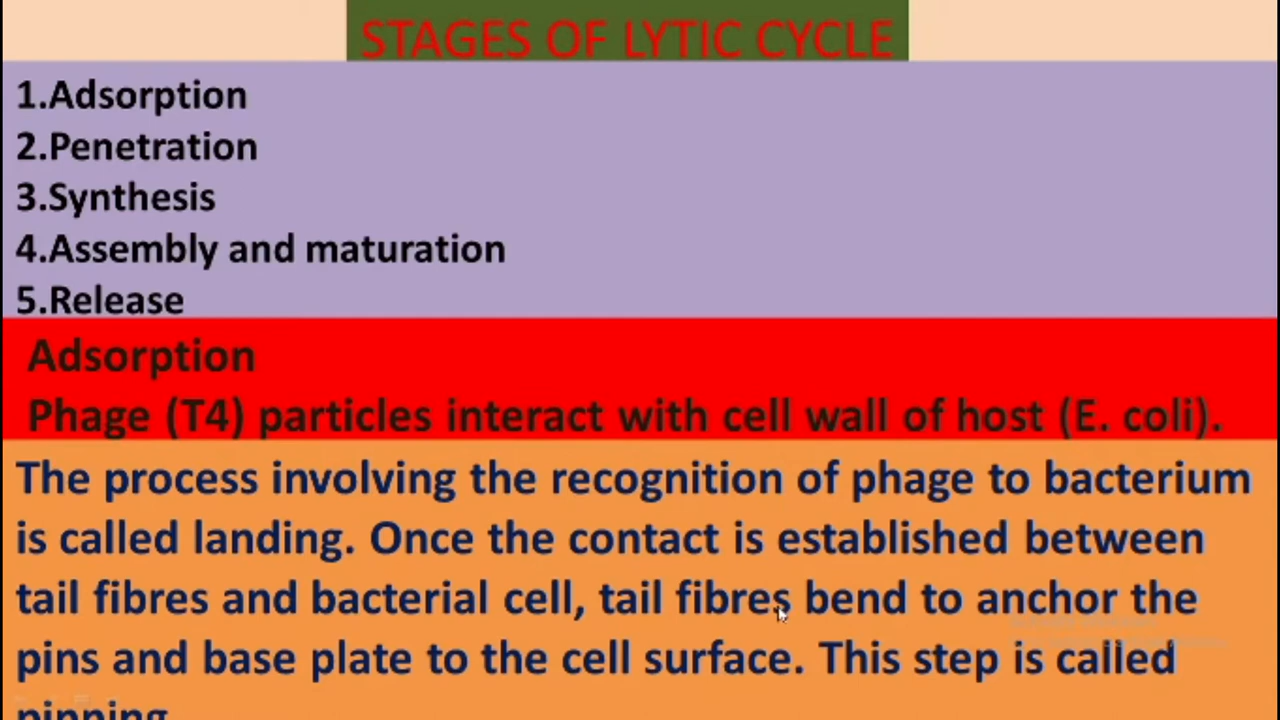 STAGES OF LYTIC CYCLE
1.Adsorption
2.Penetration
3.Synthesis
4.Assembly and maturation
5.Release
Adsorption
Phage (T4) particles interact with cell wall of host (E. coli).
The process involving the recognition of phage to bacterium
is called landing. Once the contact is established between
tail fibres and bacterial cell, tail fibres bend to anchor the
pins and base plate to the cell surface. This step is called
pinning